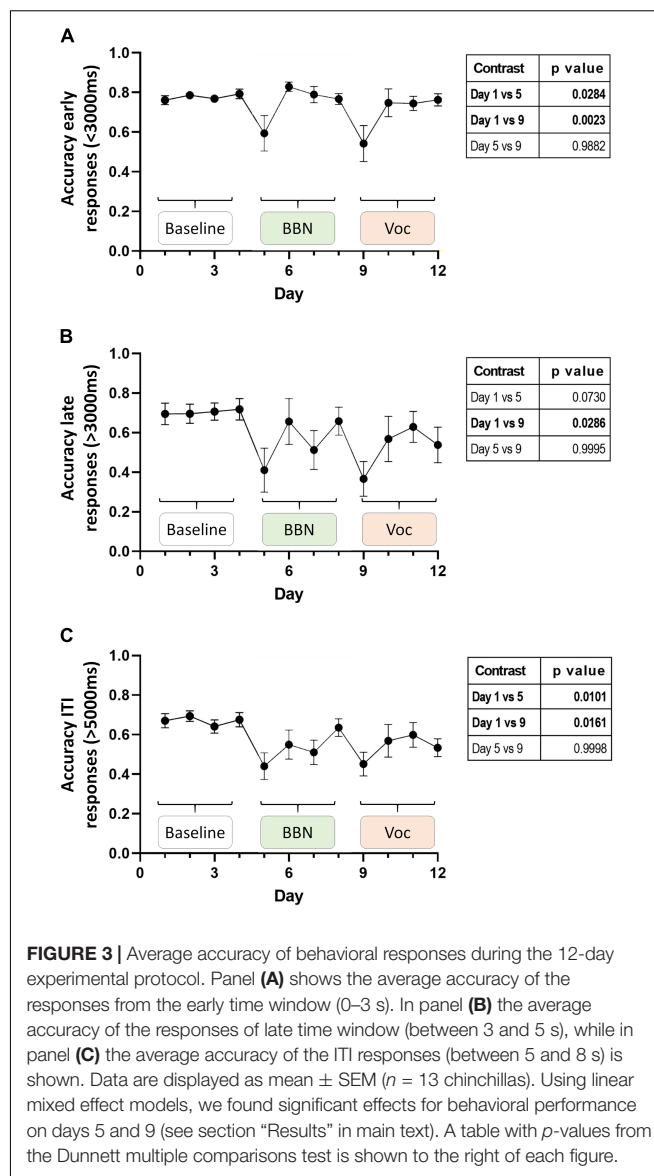 A
Accuracy early
responses (<3000ms)
1.0
0.8
0.6
0.4
0.2
0.0
Baseline
BBN
Voc
0
3
6
9
12
Day
Contrast p value
Day 1 vs 5 0.0284
Day 1 vs 9 0.0023
Day 5 vs 9 0.9882
B
Accuracy late
responses (>3000ms)
1.0
0.8
0.6
0.4
0.2
0.0
Baseline
BBN
Voc
0
3
6
9
12
Day
Contrast p value
Day 1 vs 5 0.0730
Day 1 vs 9 0.0286
Day 5 vs 9 0.9995
C
Accuracy ITI
responses (>5000ms)
1.0
0.8
0.6
0.4
0.2
0.0
Baseline
BBN
Voc
0
3
6
9
12
Day
Contrast p value
Day 1 vs 5 0.0101
Day 1 vs 9 0.0161
Day 5 vs 9 0.9998
FIGURE 3 | Average accuracy of behavioral responses during the 12-day
experimental protocol. Panel (A) shows the average accuracy of the
responses from the early time window (0–3 s). In panel (B) the average
accuracy of the responses of late time window (between 3 and 5 s), while in
panel (C) the average accuracy of the ITI responses (between 5 and 8 s) is
shown. Data are displayed as mean ± SEM (n = 13 chinchillas). Using linear
mixed effect models, we found significant effects for behavioral performance
on days 5 and 9 (see section “Results” in main text). A table with p-values from
the Dunnett multiple comparisons test is shown to the right of each figure.